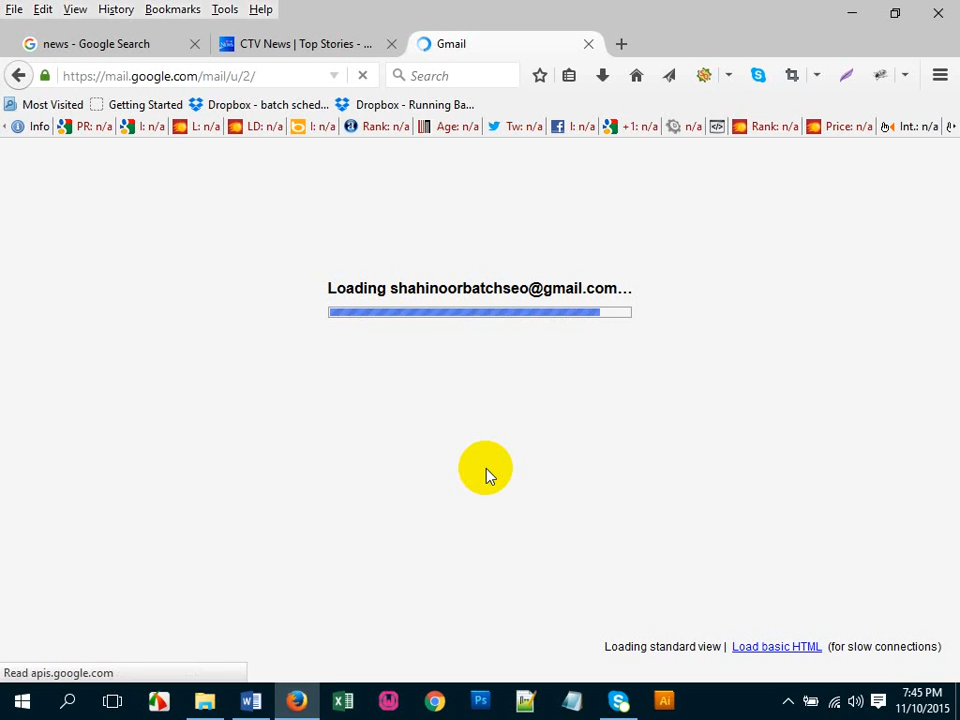 File Edit View History Bookmarks Tools Help
news - Google Search CTV News | Top Stories - ... Gmail
https://mail.google.com/mail/u/2/ Search
Most Visited Getting Started Dropbox - batch sched... Dropbox - Running Ba...
Info PR: n/a I: n/a L: n/a LD: n/a I: n/a Rank: n/a Age: n/a Tw: n/a I: n/a +1: n/a n/a Rank: n/a Price: n/a Int.: n/a
Loading shahinoorbatchseo@gmail.com…
Loading standard view | Load basic HTML (for slow connections)
Read apis.google.com
7:45 PM
11/10/2015